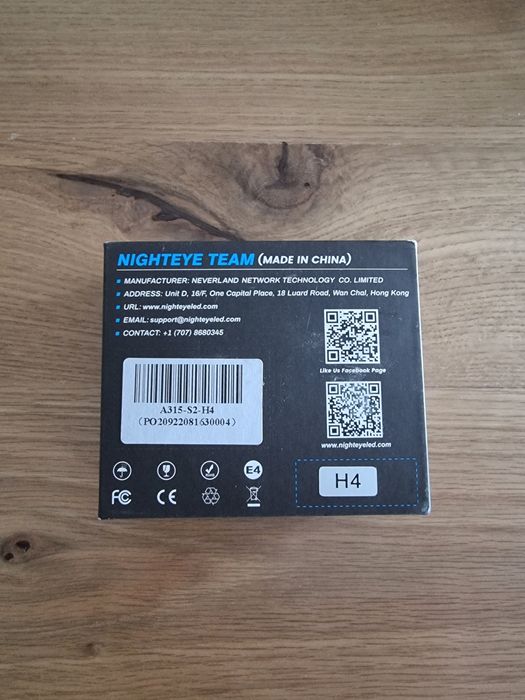 NIGHTEYE TEAM (MADE IN CHINA)
MANUFACTURER: NEVERLAND NETWORK TECHNOLOGY CO. LIMITED
ADDRESS: Unit D, 16/F, One Capital Place, 18 Luard Road, Wan Chai, Hong Kong
URL: www.nighteyeled.com
EMAIL: support@nighteyeled.com
CONTACT: +1 (707) 8680345
Like Us Facebook Page
A315-S2-H4
(PO20922081630004)
www.nighteyeled.com
E4
FC CE
H4